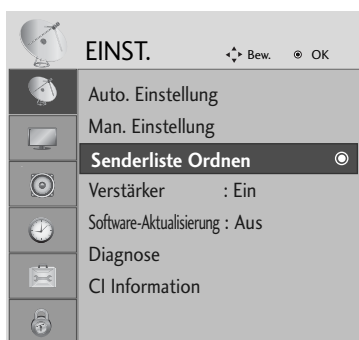 EINST. Bew. OK
Auto. Einstellung
Man. Einstellung
Senderliste Ordnen
Verstärker : Ein
Software-Aktualisierung : Aus
Diagnose
CI Information